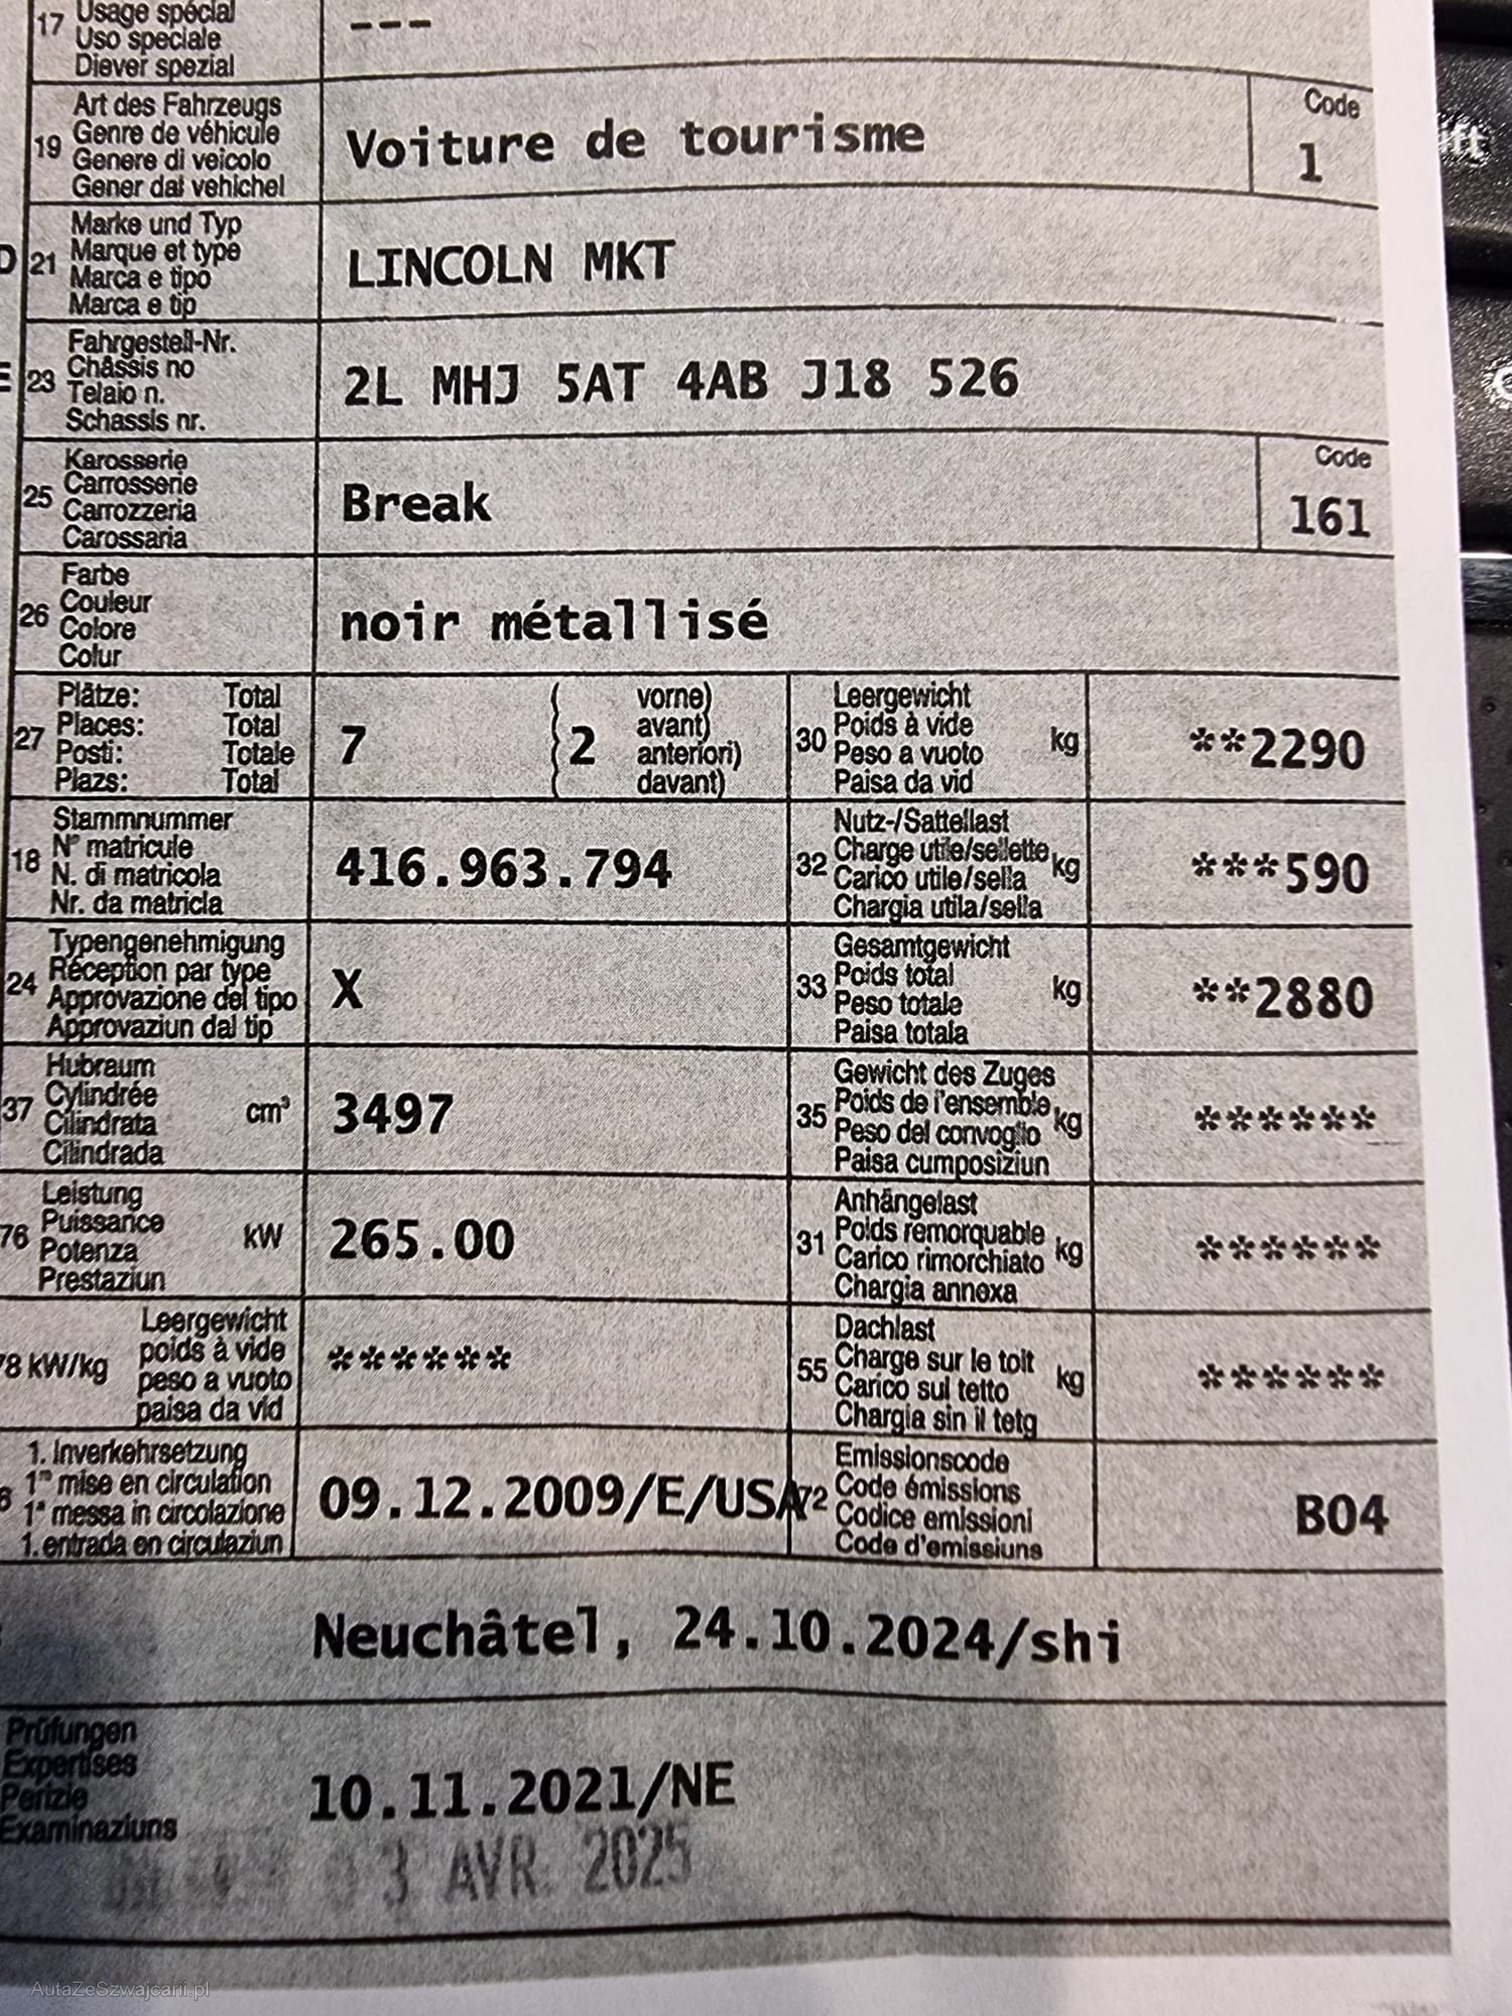 17 Usage spécial
Uso speciale
Diever spezial
---
19 Art des Fahrzeugs
Genre de véhicule
Genere di veicolo
Gener dal vehichel
Voiture de tourisme
Code
1
D 21 Marke und Typ
Marque et type
Marca e tipo
Marca e tip
LINCOLN MKT
E 23 Fahrgestell-Nr.
Châssis no
Telaio n.
Schassis nr.
2L MHJ 5AT 4AB J18 526
25 Karosserie
Carrosserie
Carrozzeria
Carossaria
Break
Code
161
26 Farbe
Couleur
Colore
Colur
noir métallisé
27 Plätze: Total
Places: Total
Posti: Totale
Plazs: Total
7 (2 vorne)
avant)
anteriori)
davant)
30 Leergewicht
Poids à vide kg
Peso a vuoto
Paisa da vid
**2290
18 Stammnummer
N° matricule
N. di matricola
Nr. da matricla
416.963.794
32 Nutz-/Sattellast
Charge utile/sellette kg
Carico utile/sella
Chargia utila/sella
***590
24 Typengenehmigung
Réception par type
Approvazione del tipo
Approvaziun dal tip
X
33 Gesamtgewicht
Poids total kg
Peso totale
Paisa totala
**2880
37 Hubraum
Cylindrée cm³
Cilindrata
Cilindrada
3497
35 Gewicht des Zuges
Poids de l'ensemble kg
Peso del convoglio
Paisa cumposiziun
******
76 Leistung
Puissance kW
Potenza
Prestaziun
265.00
31 Anhängelast
Poids remorquable kg
Carico rimorchiato
Chargia annexa
******
78 kW/kg Leergewicht
poids à vide
peso a vuoto
paisa da vid
******
55 Dachlast
Charge sur le toit kg
Carico sul tetto
Chargia sin il tetg
******
1. Inverkehrsetzung
1re mise en circulation
1a messa in circolazione
1. entrada en circulaziun
09.12.2009/E/USA
72 Emissionscode
Code émissions
Codice emissioni
Code d'emissiuns
B04
Neuchâtel, 24.10.2024/shi
Prüfungen
Expertises
Perizie
Examinaziuns
10.11.2021/NE
03 AVR. 2025
AutaZeSzwajcarii.pl